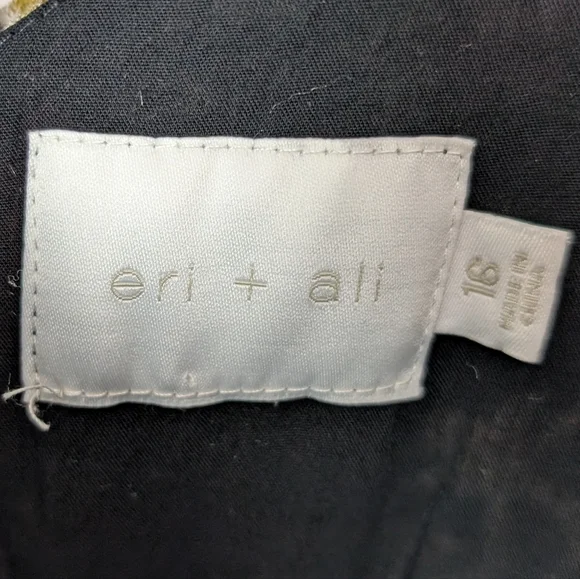 eri + ali
16
MADE IN
CHINA